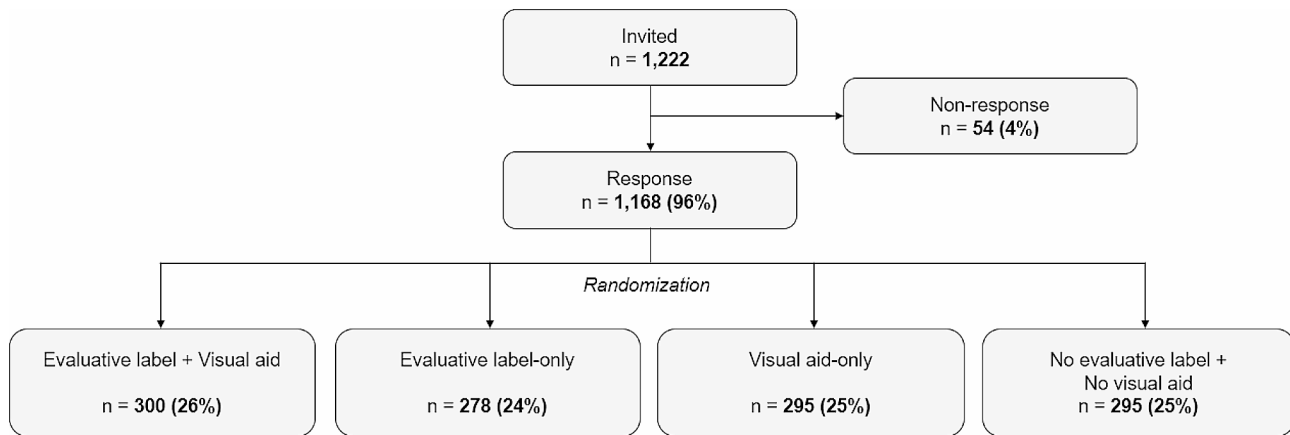 Invited
n = 1,222
Non-response
n = 54 (4%)
Response
n = 1,168 (96%)
Randomization
Evaluative label + Visual aid
n = 300 (26%)
Evaluative label-only
n = 278 (24%)
Visual aid-only
n = 295 (25%)
No evaluative label +
No visual aid
n = 295 (25%)